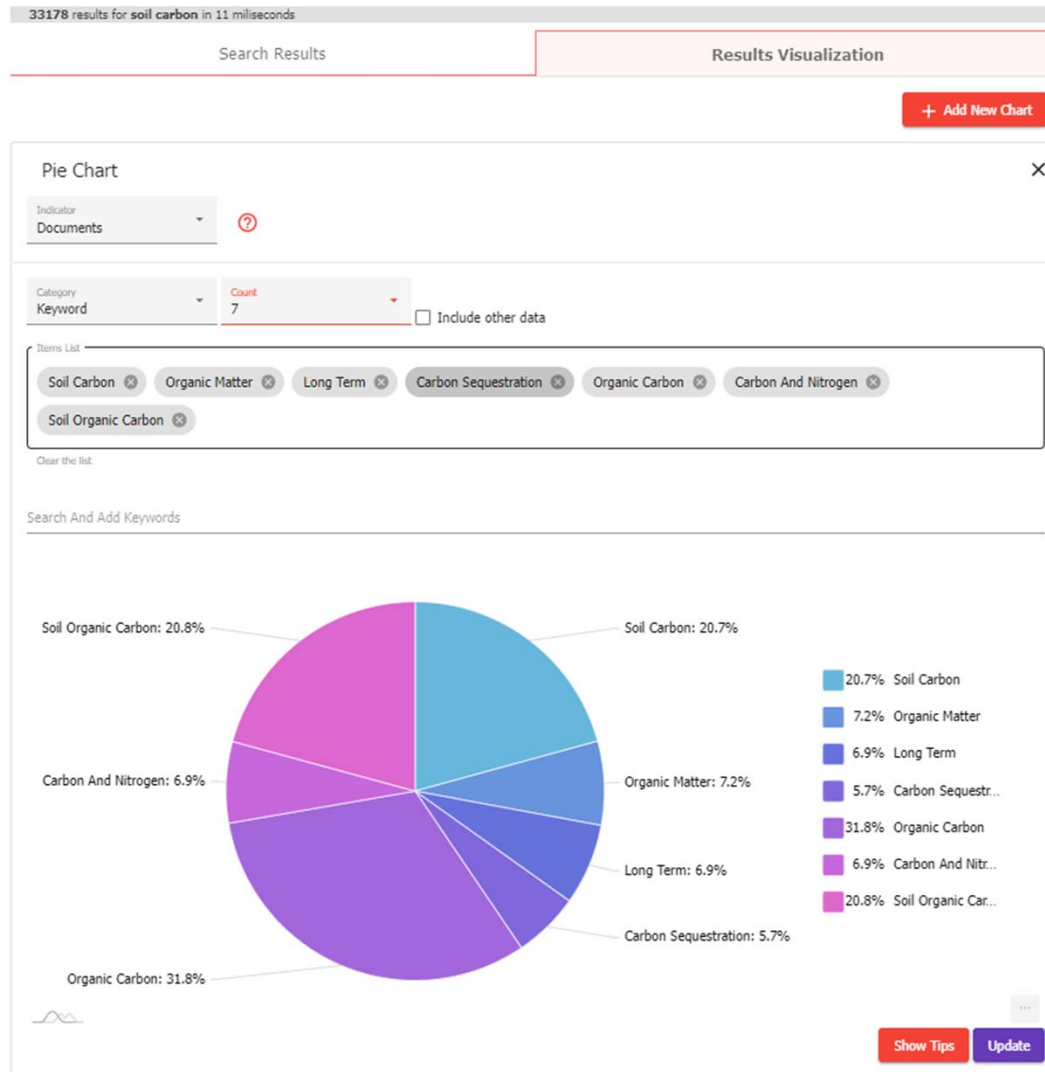 33178 results for soil carbon in 11 miliseconds
Search Results
Results Visualization
+ Add New Chart
Pie Chart
Indicator
Documents
Category
Keyword
Count
7
Include other data
Items List
Soil Carbon Organic Matter Long Term Carbon Sequestration Organic Carbon Carbon And Nitrogen
Soil Organic Carbon
Clear the list
Search And Add Keywords
Soil Organic Carbon: 20.8%
Soil Carbon: 20.7%
Carbon And Nitrogen: 6.9%
Organic Matter: 7.2%
Long Term: 6.9%
Carbon Sequestration: 5.7%
Organic Carbon: 31.8%
20.7% Soil Carbon
7.2% Organic Matter
6.9% Long Term
5.7% Carbon Sequestr...
31.8% Organic Carbon
6.9% Carbon And Nitr...
20.8% Soil Organic Car...
...
Show Tips
Update